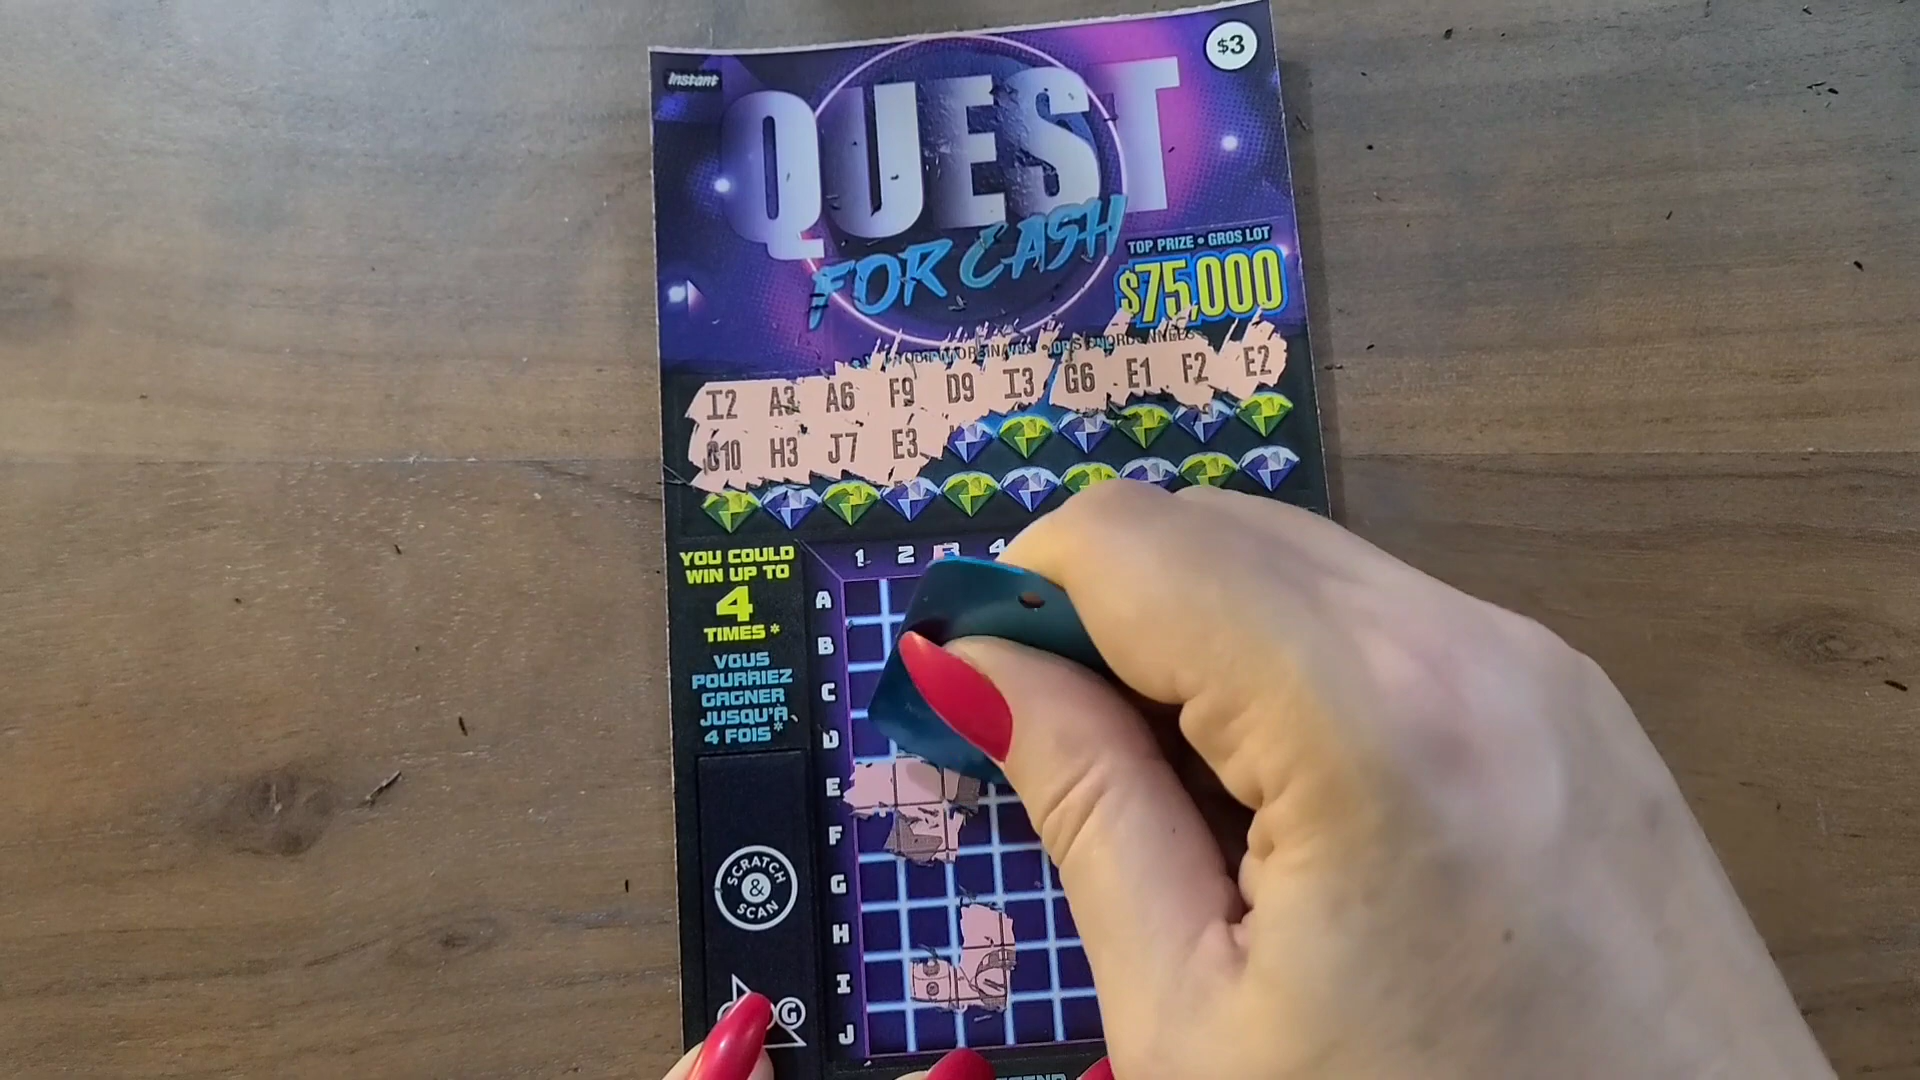 $3
Instant
QUEST
FOR CASH
TOP PRIZE • GROS LOT
$75,000
I2 A3 A6 F9 D9 I3 G6 E1 F2 E2
H3 J7 E3
YOU COULD
WIN UP TO
4
TIMES*
VOUS
POURRIEZ
GAGNER
JUSQU'À
4 FOIS*
1 2 3 4
A
B
C
D
E
F
G
H
I
J
SCRATCH
&
SCAN
G